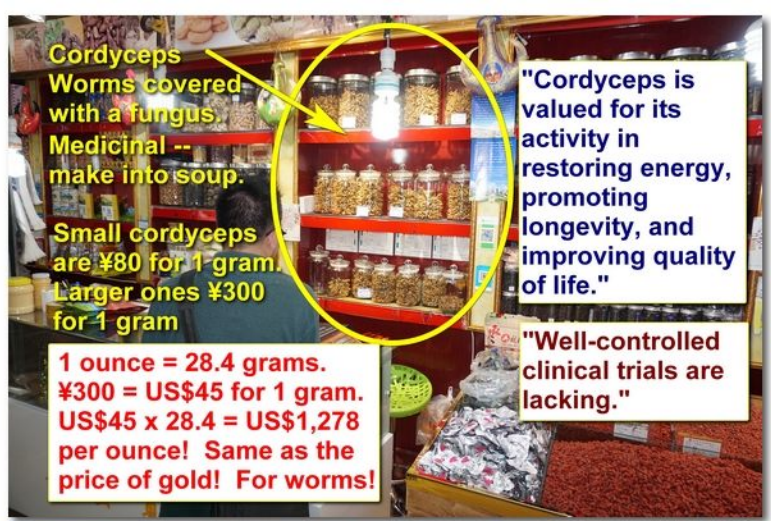 Cordyceps
Worms covered
with a fungus.
Medicinal --
make into soup.
Small cordyceps
are ¥80 for 1 gram.
Larger ones ¥300
for 1 gram
1 ounce = 28.4 grams.
¥300 = US$45 for 1 gram.
US$45 x 28.4 = US$1,278
per ounce!  Same as the
price of gold!  For worms!
"Cordyceps is
valued for its
activity in
restoring energy,
promoting
longevity, and
improving quality
of life."
"Well-controlled
clinical trials are
lacking."